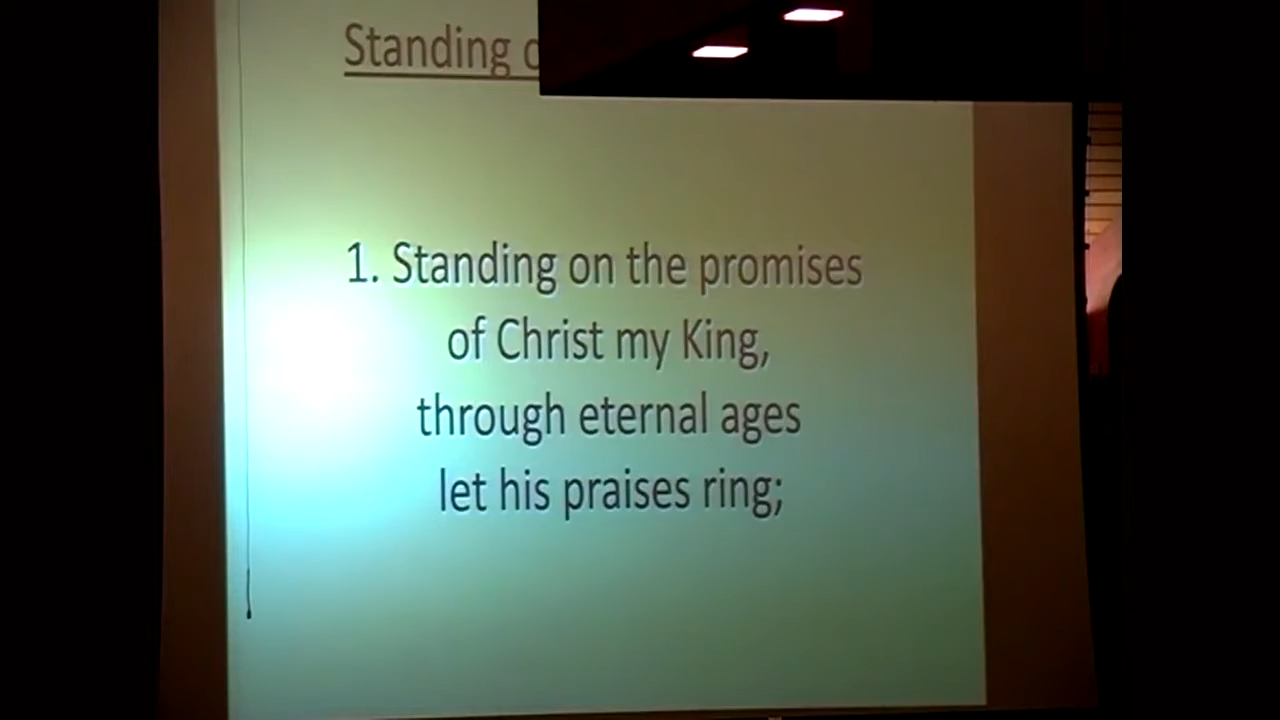 Standing
1. Standing on the promises
of Christ my King,
through eternal ages
let his praises ring;